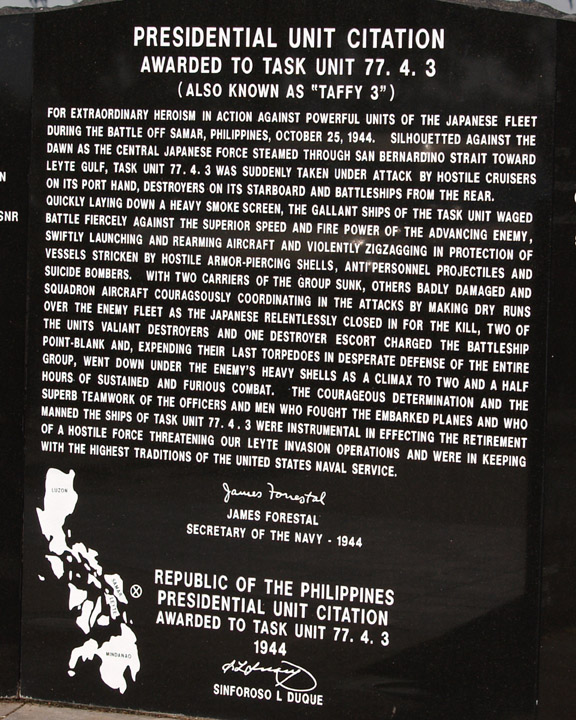 PRESIDENTIAL UNIT CITATION
AWARDED TO TASK UNIT 77. 4. 3
(ALSO KNOWN AS "TAFFY 3")
FOR EXTRAORDINARY HEROISM IN ACTION AGAINST POWERFUL UNITS OF THE JAPANESE FLEET
DURING THE BATTLE OFF SAMAR, PHILIPPINES, OCTOBER 25, 1944. SILHOUETTED AGAINST THE
DAWN AS THE CENTRAL JAPANESE FORCE STEAMED THROUGH SAN BERNARDINO STRAIT TOWARD
LEYTE GULF, TASK UNIT 77. 4. 3 WAS SUDDENLY TAKEN UNDER ATTACK BY HOSTILE CRUISERS
ON ITS PORT HAND, DESTROYERS ON ITS STARBOARD AND BATTLESHIPS FROM THE REAR.
QUICKLY LAYING DOWN A HEAVY SMOKE SCREEN, THE GALLANT SHIPS OF THE TASK UNIT WAGED
BATTLE FIERCELY AGAINST THE SUPERIOR SPEED AND FIRE POWER OF THE ADVANCING ENEMY,
SWIFTLY LAUNCHING AND REARMING AIRCRAFT AND VIOLENTLY ZIGZAGGING IN PROTECTION OF
VESSELS STRICKEN BY HOSTILE ARMOR-PIERCING SHELLS, ANTI PERSONNEL PROJECTILES AND
SUICIDE BOMBERS. WITH TWO CARRIERS OF THE GROUP SUNK, OTHERS BADLY DAMAGED AND
SQUADRON AIRCRAFT COURAGSOUSLY COORDINATING IN THE ATTACKS BY MAKING DRY RUNS
OVER THE ENEMY FLEET AS THE JAPANESE RELENTLESSLY CLOSED IN FOR THE KILL, TWO OF
THE UNITS VALIANT DESTROYERS AND ONE DESTROYER ESCORT CHARGED THE BATTLESHIP
POINT-BLANK AND, EXPENDING THEIR LAST TORPEDOES IN DESPERATE DEFENSE OF THE ENTIRE
GROUP, WENT DOWN UNDER THE ENEMY'S HEAVY SHELLS AS A CLIMAX TO TWO AND A HALF
HOURS OF SUSTAINED AND FURIOUS COMBAT. THE COURAGEOUS DETERMINATION AND THE
SUPERB TEAMWORK OF THE OFFICERS AND MEN WHO FOUGHT THE EMBARKED PLANES AND WHO
MANNED THE SHIPS OF TASK UNIT 77. 4. 3 WERE INSTRUMENTAL IN EFFECTING THE RETIREMENT
OF A HOSTILE FORCE THREATENING OUR LEYTE INVASION OPERATIONS AND WERE IN KEEPING
WITH THE HIGHEST TRADITIONS OF THE UNITED STATES NAVAL SERVICE.
James Forrestal
JAMES FORESTAL
SECRETARY OF THE NAVY - 1944
LUZON
MINDANAO
REPUBLIC OF THE PHILIPPINES
PRESIDENTIAL UNIT CITATION
AWARDED TO TASK UNIT 77. 4. 3
1944
SINFOROSO L DUQUE
N
SNR